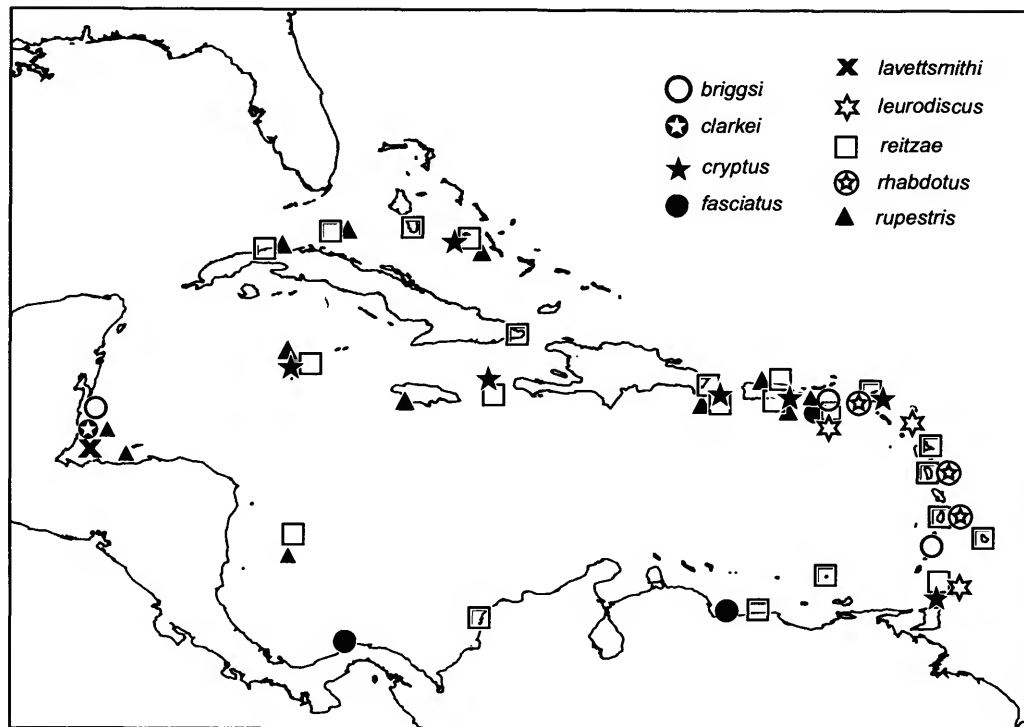 briggsi
clarkei
cryptus
fasciatus
lavettsmithi
leurodiscus
reitzae
rhabdotus
rupestris